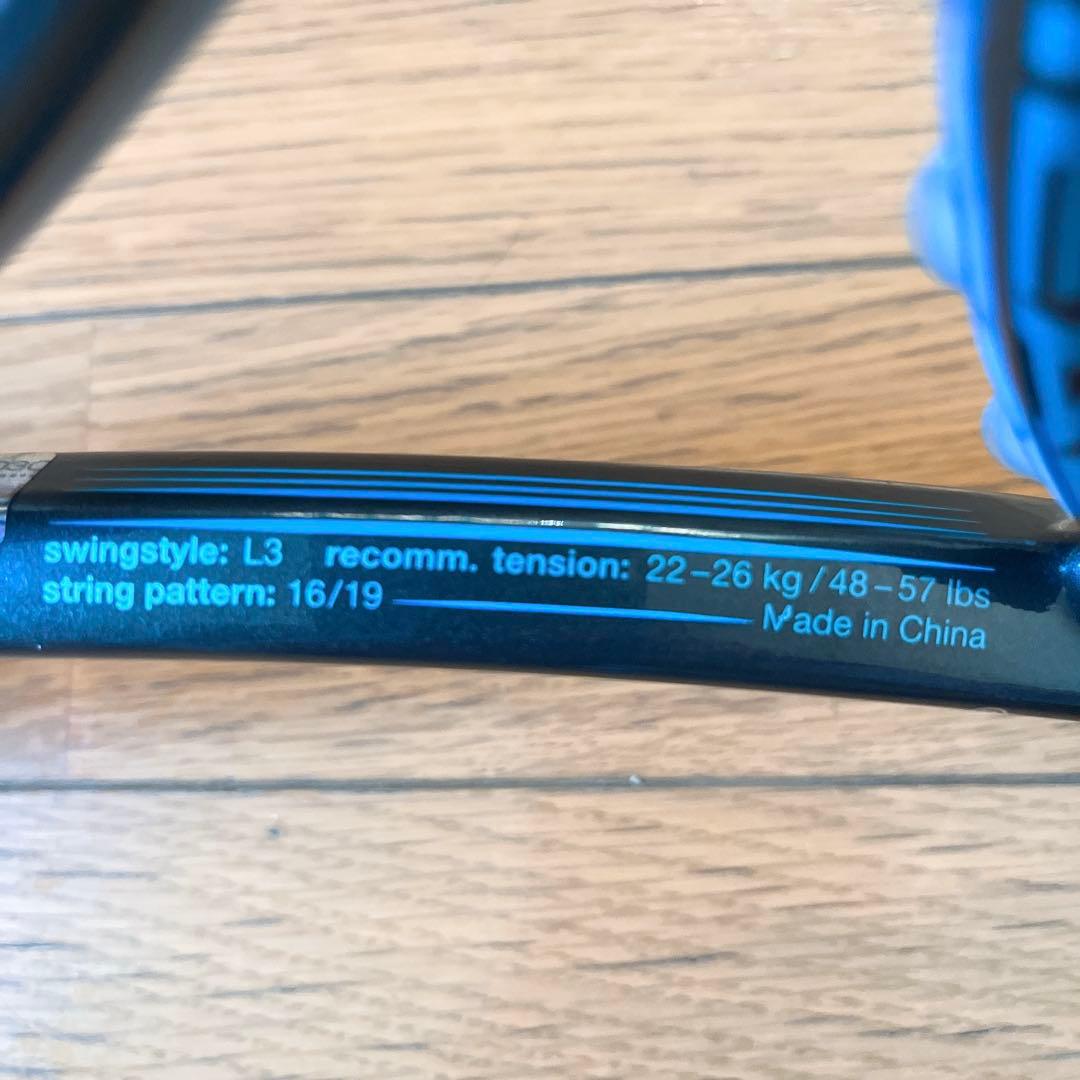 swingstyle: L3 recomm. tension: 22-26 kg/48-57 lbs
string pattern: 16/19
Made in China